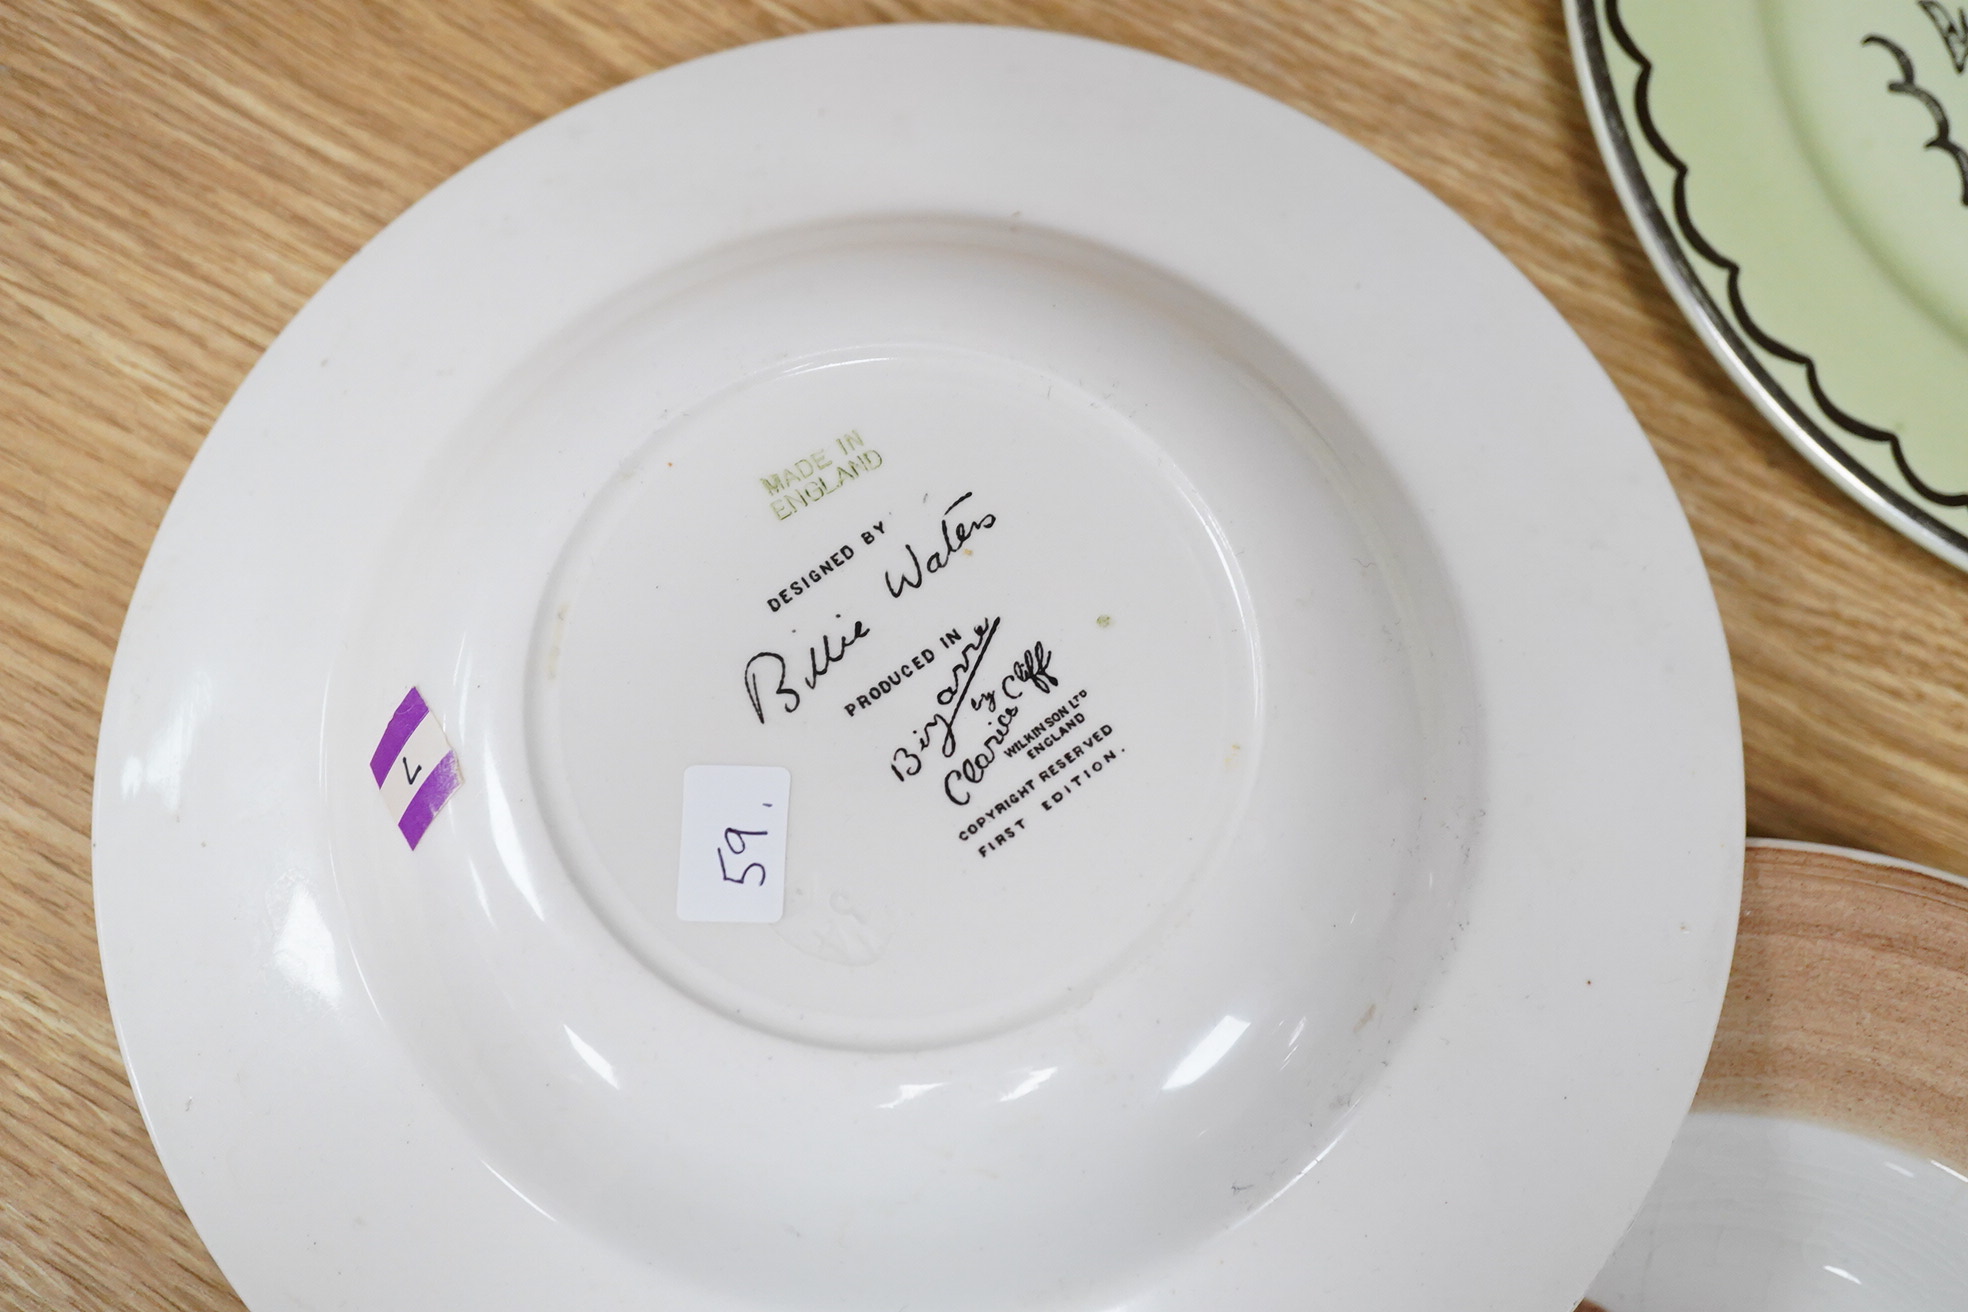 MADE IN
ENGLAND
DESIGNED BY
Billie Waters
PRODUCED IN
Bizarre
by
Clarice Cliff
WILKINSON LTD
ENGLAND
COPYRIGHT RESERVED
FIRST EDITION.
59.
L